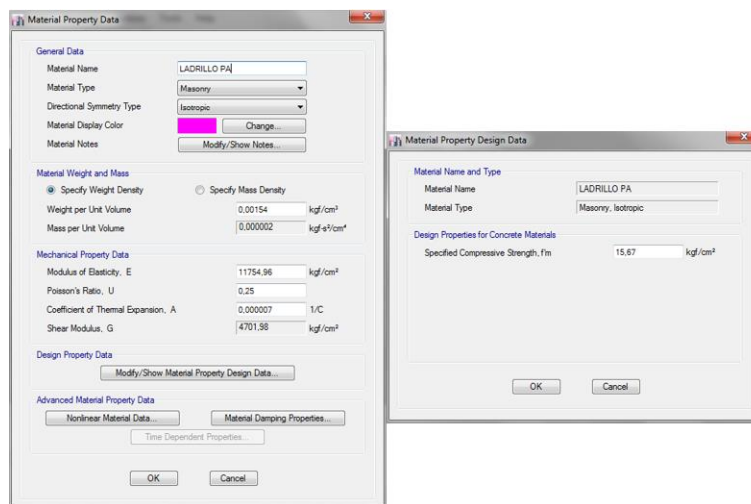 Material Property Data
General Data
Material Name LADRILLO PA
Material Type Masonry
Directional Symmetry Type Isotropic
Material Display Color Change...
Material Notes Modify/Show Notes...
Material Weight and Mass
Specify Weight Density Specify Mass Density
Weight per Unit Volume 0,00154 kgf/cm³
Mass per Unit Volume 0,000002 kgf-s²/cm⁴
Mechanical Property Data
Modulus of Elasticity, E 11754,96 kgf/cm²
Poisson's Ratio, U 0,25
Coefficient of Thermal Expansion, A 0,000007 1/C
Shear Modulus, G 4701,98 kgf/cm²
Design Property Data
Modify/Show Material Property Design Data...
Advanced Material Property Data
Nonlinear Material Data... Material Damping Properties...
Time Dependent Properties...
OK Cancel
Material Property Design Data
Material Name and Type
Material Name LADRILLO PA
Material Type Masonry, Isotropic
Design Properties for Concrete Materials
Specified Compressive Strength, f'm 15,67 kgf/cm²
OK Cancel